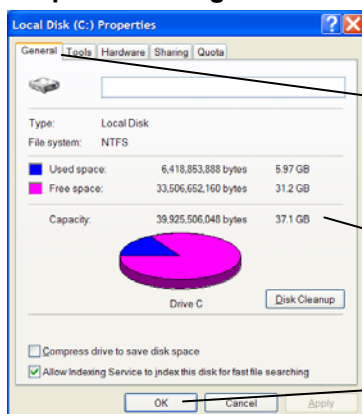 Local Disk (C:) Properties
General Tools Hardware Sharing Quota
Type: Local Disk
File system: NTFS
Used space: 6,418,853,888 bytes 5.97 GB
Free space: 33,506,652,160 bytes 31.2 GB
Capacity: 39,925,506,048 bytes 37.1 GB
Drive C
Disk Cleanup
Compress drive to save disk space
Allow Indexing Service to index this disk for fast file searching
OK Cancel Apply